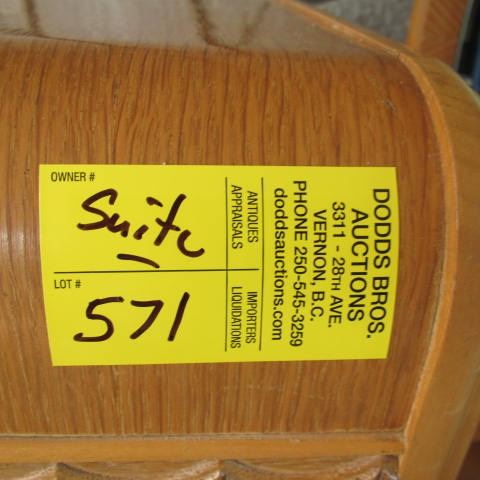 OWNER #
Suite
LOT #
571
ANTIQUES
APPRAISALS
IMPORTERS
LIQUIDATIONS
DODDS BROS.
AUCTIONS
3311 - 28TH AVE.
VERNON, B.C.
PHONE 250-545-3259
doddsauctions.com